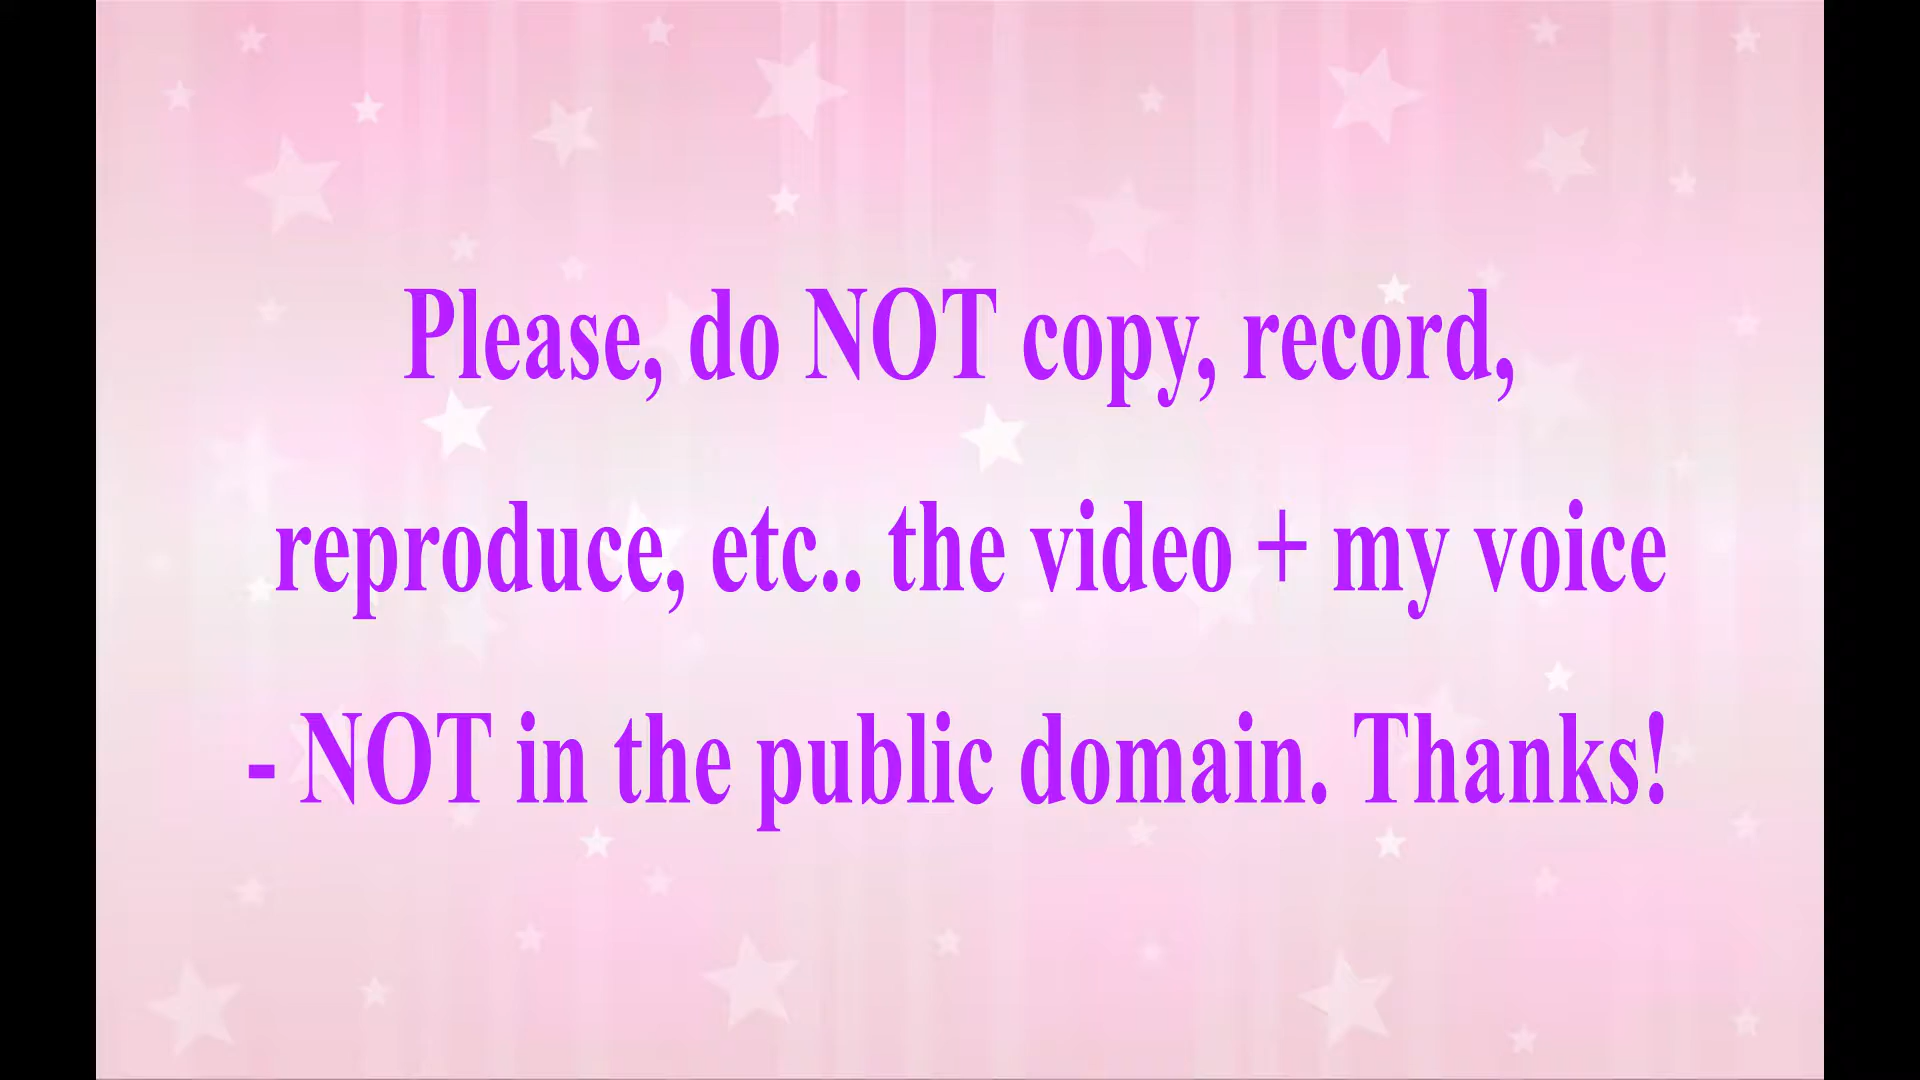 Please, do NOT copy, record,
reproduce, etc.. the video + my voice
- NOT in the public domain. Thanks!